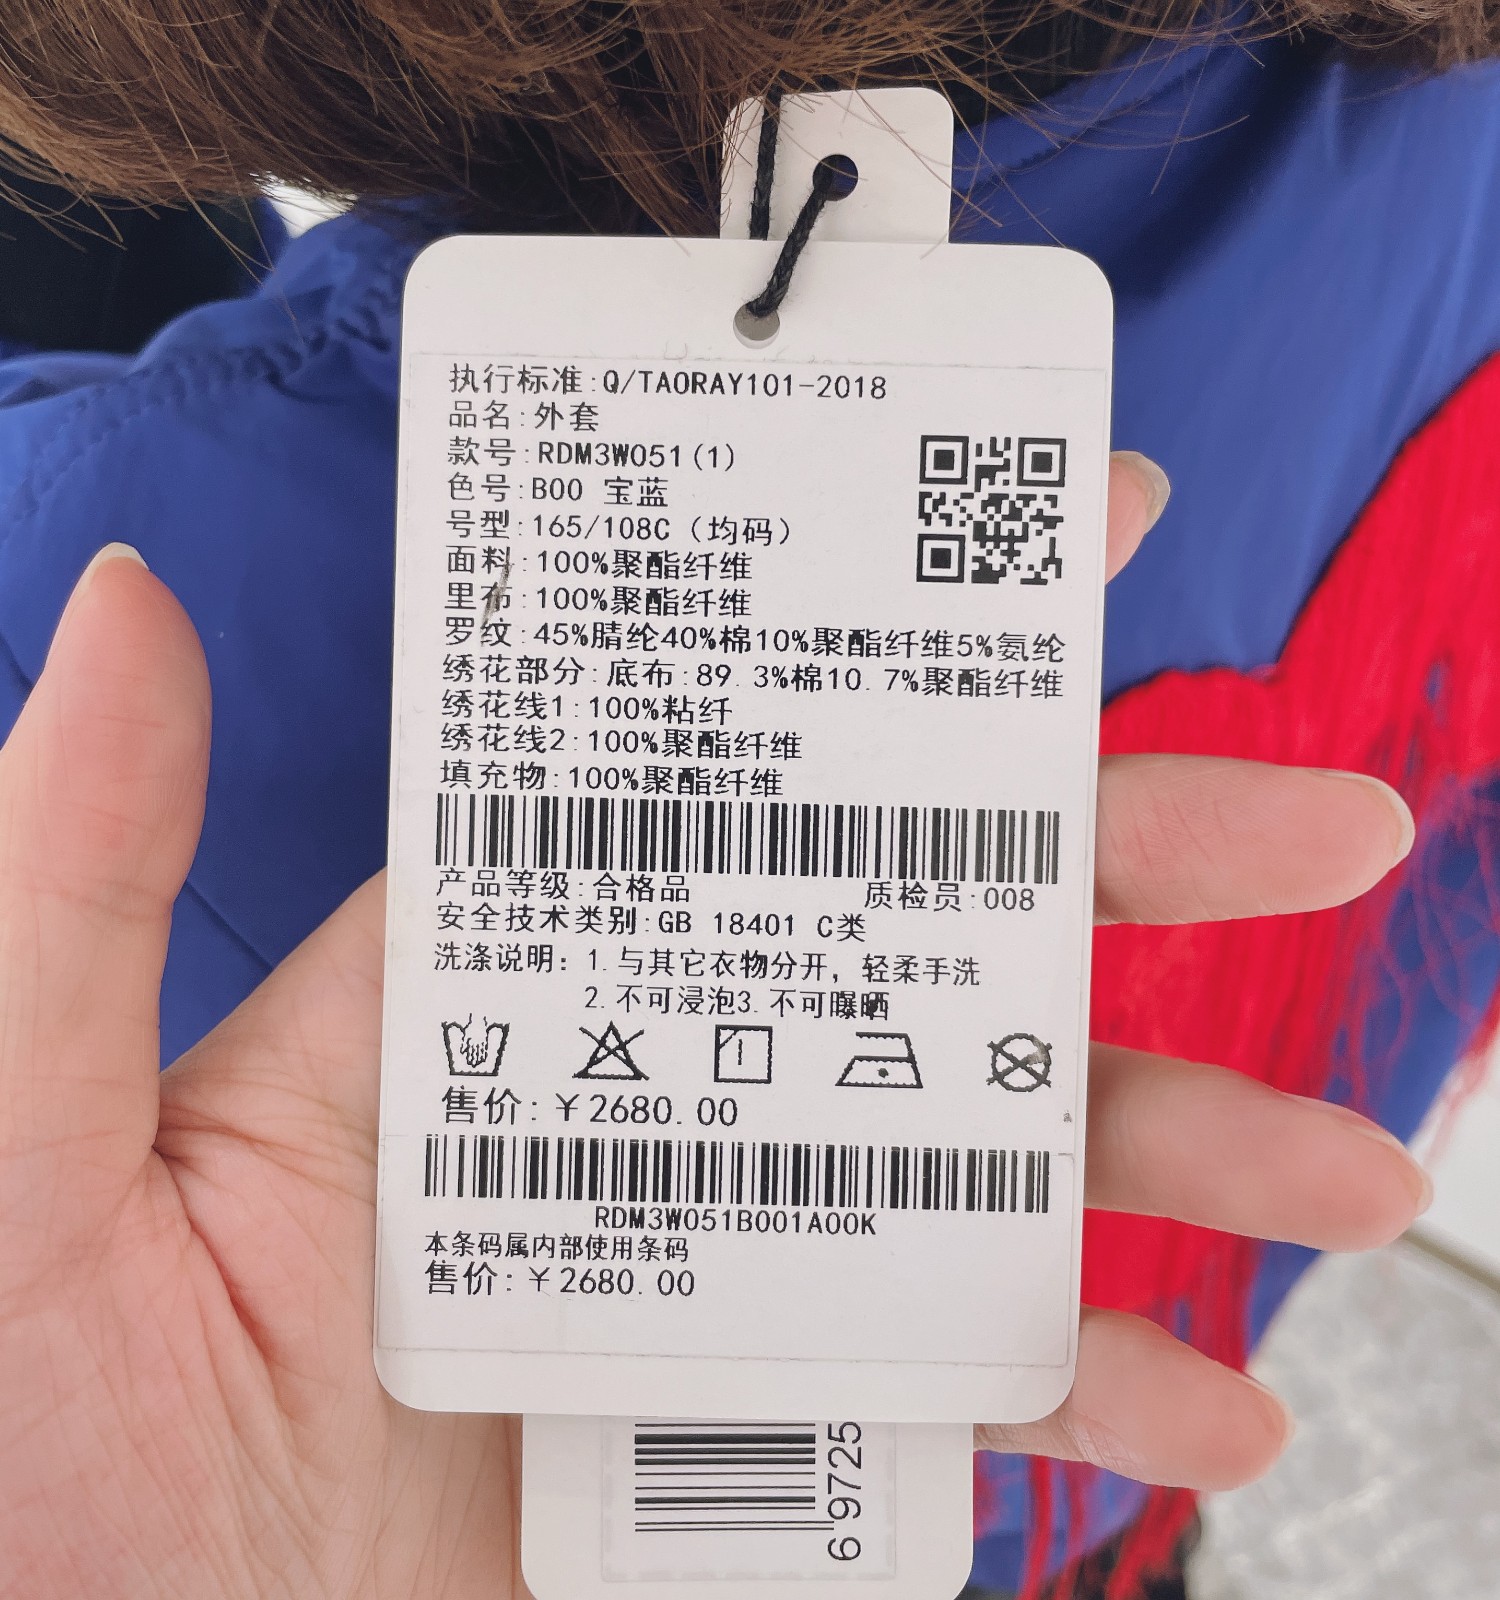 执行标准:Q/TAORAY101-2018
品名:外套
款号:RDM3W051(1)
色号:B00 宝蓝
号型:165/108C（均码）
面料:100%聚酯纤维
里布:100%聚酯纤维
罗纹:45%腈纶40%棉10%聚酯纤维5%氨纶
绣花部分:底布:89.3%棉10.7%聚酯纤维
绣花线1:100%粘纤
绣花线2:100%聚酯纤维
填充物:100%聚酯纤维
产品等级:合格品 质检员:008
安全技术类别:GB 18401 C类
洗涤说明: 1.与其它衣物分开，轻柔手洗
2.不可浸泡3.不可曝晒
售价:￥2680.00
RDM3W051B001A00K
本条码属内部使用条码
售价:￥2680.00
6 9725